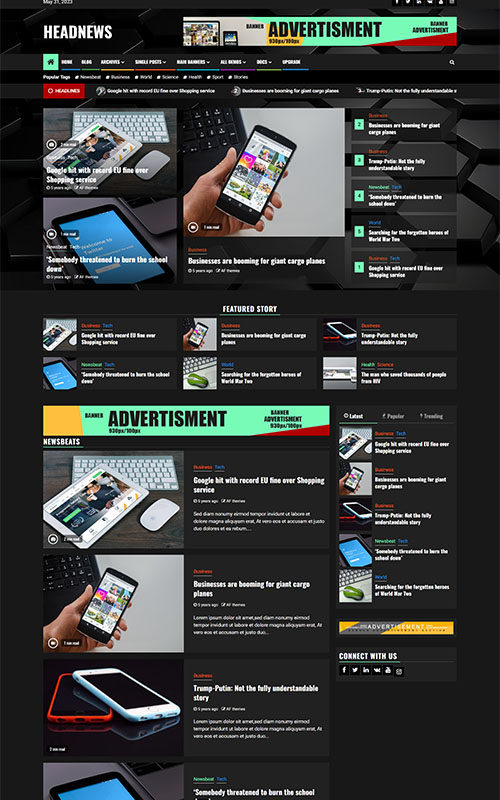 May 31, 2023
HEADNEWS
BANNER
ADVERTISMENT
930px/100px
BANNER
ADVERTISMENT
HOME BLOG ARCHIVES SINGLE POSTS MAIN BANNERS ALL DEMOS DOCS UPGRADE
Popular Tags # Newsbeat # Business # World # Science # Health # Sport # Stories
HEADLINES
Google hit with record EU fine over Shopping service
Businesses are booming for giant cargo planes
Trump-Putin: Not the fully understandable s
2 min read
Newsbeat Tech
Google hit with record EU fine over
Shopping service
5 years ago AF themes
1 min read
Newsbeat Tech
Welcome to
Twitter
'Somebody threatened to burn the school
down'
5 years ago AF themes
1 min read
Business
Businesses are booming for giant cargo planes
5 years ago AF themes
2
Business
Businesses are booming for giant
cargo planes
3
Business
Trump-Putin: Not the fully
understandable story
4
Newsbeat Tech
'Somebody threatened to burn the
school down'
5
World
Searching for the forgotten heroes of
World War Two
1
Business Tech
Google hit with record EU fine over
Shopping service
FEATURED STORY
Business Tech
Google hit with record EU fine over
Shopping service
Business
Businesses are booming for giant
cargo planes
Business
Trump-Putin: Not the fully
understandable story
Newsbeat Tech
'Somebody threatened to burn the school
down'
World
Searching for the forgotten heroes of
World War Two
Health Science
The man who saved thousands of people
from HIV
BANNER
ADVERTISMENT
930px/100px
BANNER
ADVERTISMENT
930px/100px
NEWSBEATS
2 min read
Business Tech
Google hit with record EU fine over Shopping
service
5 years ago AF themes
Sed diam nonumy eirmod tempor invidunt ut labore et
dolore magna aliquyam erat, At vero eos et accusam et justo
duo dolores et ea rebum....
1 min read
Business
Businesses are booming for giant cargo
planes
5 years ago AF themes
Lorem ipsum dolor sit amet,sed diam nonumy eirmod
tempor invidunt ut labore et dolore magna aliquyam erat, At
vero eos et accusam et justo duo...
2 min read
Business
Trump-Putin: Not the fully understandable
story
5 years ago AF themes
Lorem ipsum dolor sit amet,sed diam nonumy eirmod
tempor invidunt ut labore et dolore magna aliquyam erat, At
vero eos et accusam et justo duo...
Newsbeat Tech
'Somebody threatened to burn the school
down'
Latest Popular Trending
Business Tech
Google hit with record EU fine over
Shopping service
Business
Businesses are booming for giant
cargo planes
Business
Trump-Putin: Not the fully
understandable story
Newsbeat Tech
'Somebody threatened to burn the
school down'
World
Searching for the forgotten heroes of
World War Two
ADVERTISEMENT
CONNECT WITH US